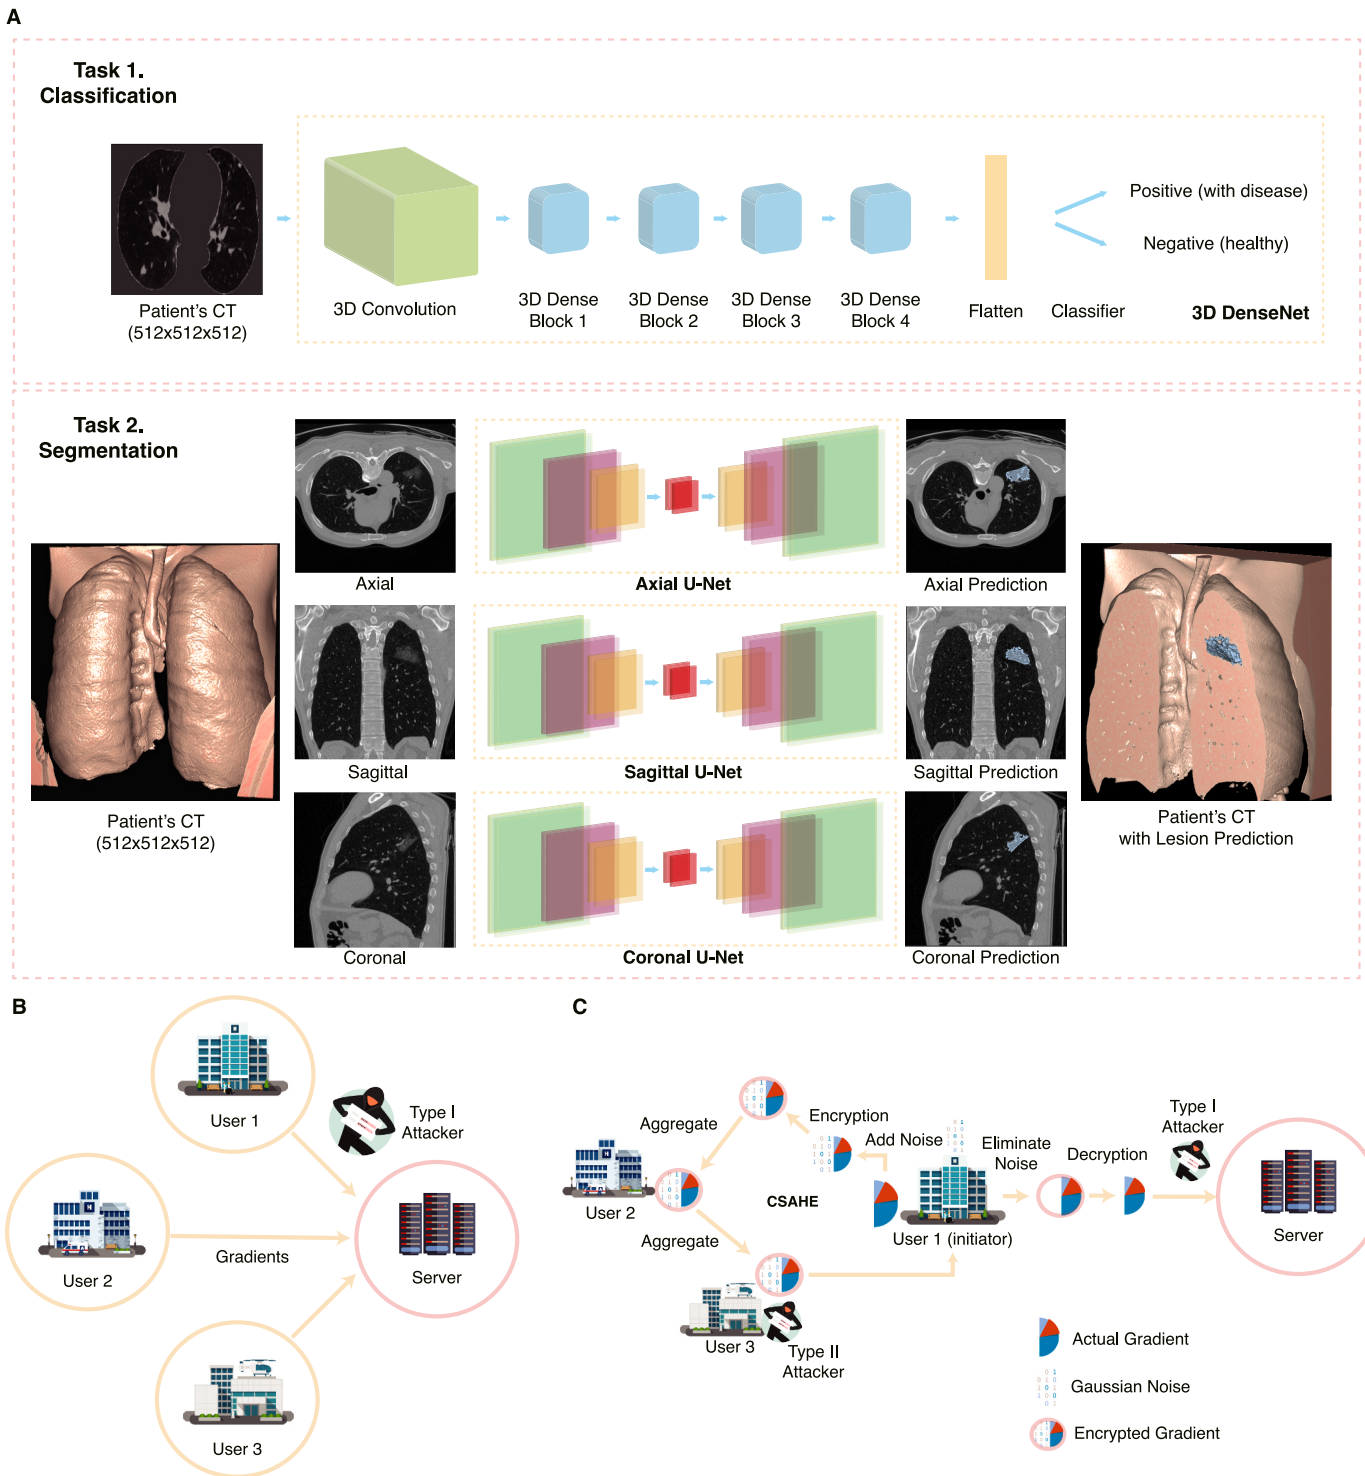 A
Task 1.
Classification
Patient's CT
(512x512x512)
3D Convolution
3D Dense
Block 1
3D Dense
Block 2
3D Dense
Block 3
3D Dense
Block 4
Flatten
Classifier
Positive (with disease)
Negative (healthy)
3D DenseNet
Task 2.
Segmentation
Patient's CT
(512x512x512)
Axial
Axial U-Net
Axial Prediction
Sagittal
Sagittal U-Net
Sagittal Prediction
Coronal
Coronal U-Net
Coronal Prediction
Patient's CT
with Lesion Prediction
B
User 1
Type I
Attacker
User 2
Gradients
Server
User 3
C
Aggregate
Encryption
Add Noise
Eliminate
Noise
Decryption
Type I
Attacker
User 2
CSAHE
User 1 (initiator)
Server
Aggregate
User 3
Type II
Attacker
Actual Gradient
Gaussian Noise
Encrypted Gradient